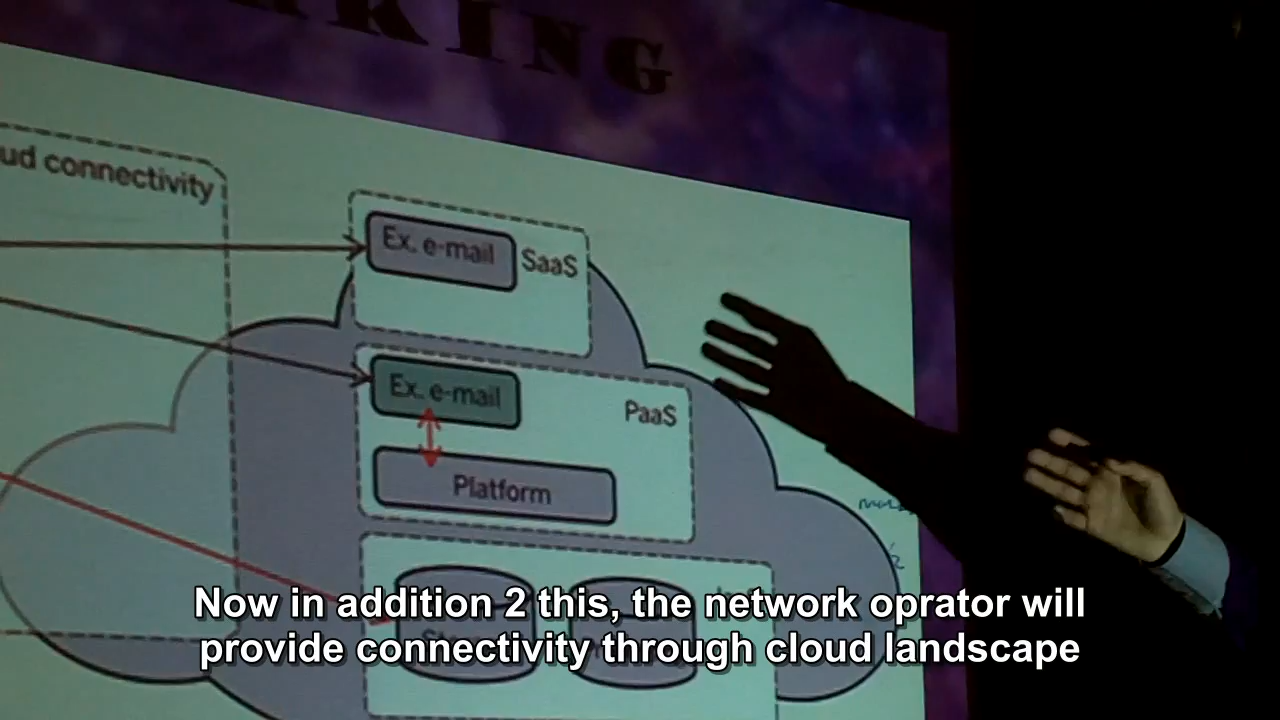 RKING
ud connectivity
Ex. e-mail
SaaS
Ex. e-mail
PaaS
Platform
Now in addition 2 this, the network oprator will
provide connectivity through cloud landscape